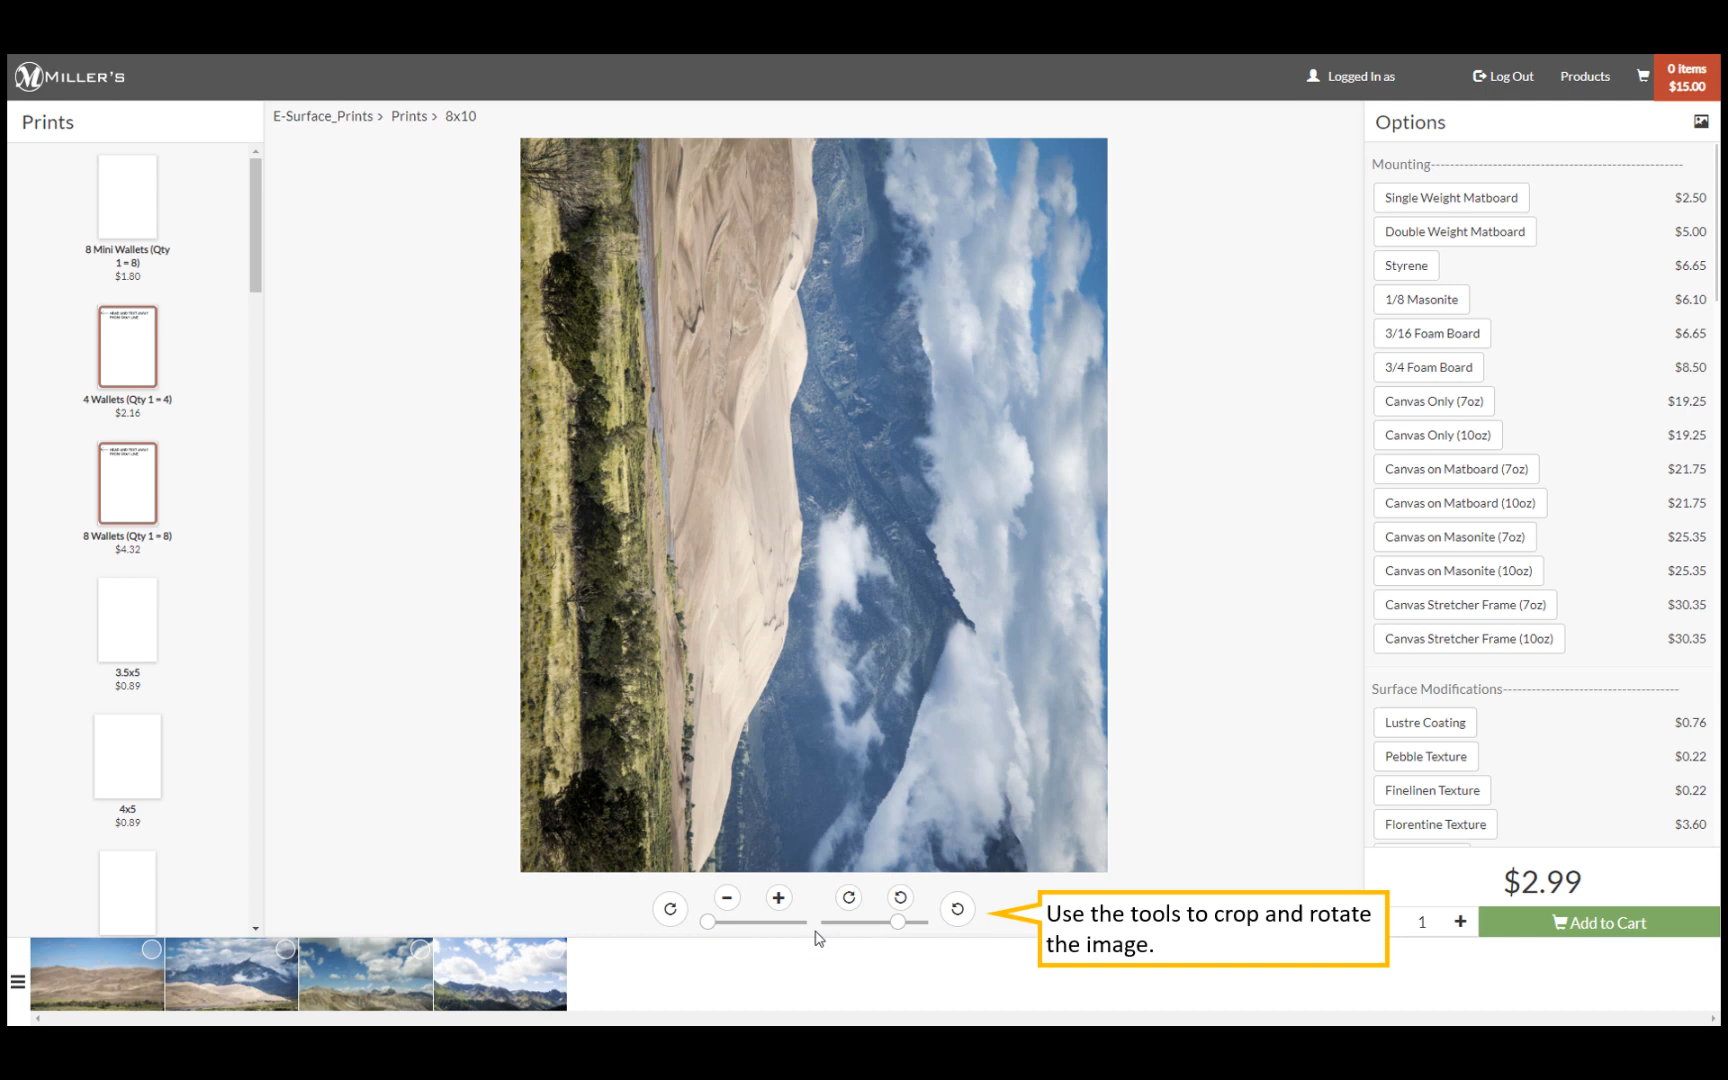 MILLER'S
Logged In as
Log Out
Products
0 items
$15.00
Prints
8 Mini Wallets (Qty
1 = 8)
$1.80
4 Wallets (Qty 1 = 4)
$2.16
8 Wallets (Qty 1 = 8)
$4.32
3.5x5
$0.89
4x5
$0.89
E-Surface_Prints > Prints > 8x10
Use the tools to crop and rotate
the image.
Options
Mounting
Single Weight Matboard $2.50
Double Weight Matboard $5.00
Styrene $6.65
1/8 Masonite $6.10
3/16 Foam Board $6.65
3/4 Foam Board $8.50
Canvas Only (7oz) $19.25
Canvas Only (10oz) $19.25
Canvas on Matboard (7oz) $21.75
Canvas on Matboard (10oz) $21.75
Canvas on Masonite (7oz) $25.35
Canvas on Masonite (10oz) $25.35
Canvas Stretcher Frame (7oz) $30.35
Canvas Stretcher Frame (10oz) $30.35
Surface Modifications
Lustre Coating $0.76
Pebble Texture $0.22
Finelinen Texture $0.22
Florentine Texture $3.60
$2.99
1 + Add to Cart